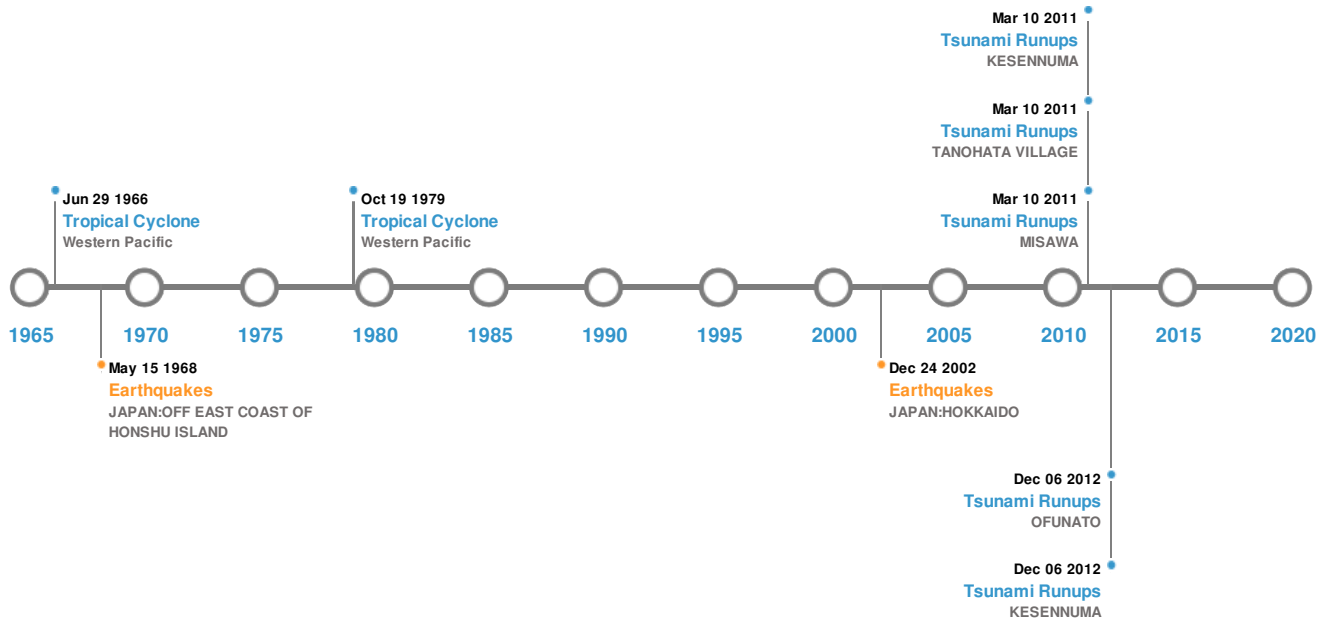 Mar 10 2011
Tsunami Runups
KESENNUMA
Mar 10 2011
Tsunami Runups
TANOHATA VILLAGE
Mar 10 2011
Tsunami Runups
MISAWA
Jun 29 1966
Tropical Cyclone
Western Pacific
Oct 19 1979
Tropical Cyclone
Western Pacific
1965 1970 1975 1980 1985 1990 1995 2000 2005 2010 2015 2020
May 15 1968
Earthquakes
JAPAN:OFF EAST COAST OF
HONSHU ISLAND
Dec 24 2002
Earthquakes
JAPAN:HOKKAIDO
Dec 06 2012
Tsunami Runups
OFUNATO
Dec 06 2012
Tsunami Runups
KESENNUMA